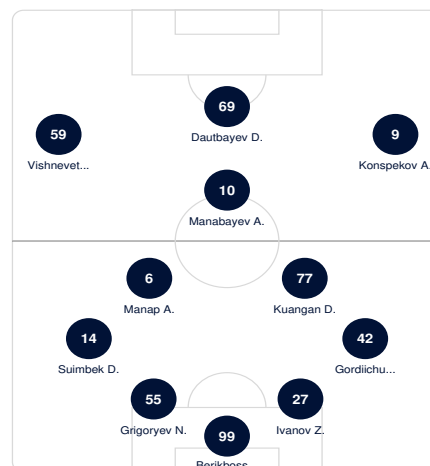 69
Dautbayev D.
59
Vishnevet...
9
Konspekov A.
10
Manabayev A.
6
Manap A.
77
Kuangan D.
14
Suimbek D.
42
Gordiichu...
55
Grigoryev N.
27
Ivanov Z.
99
Berikboss...